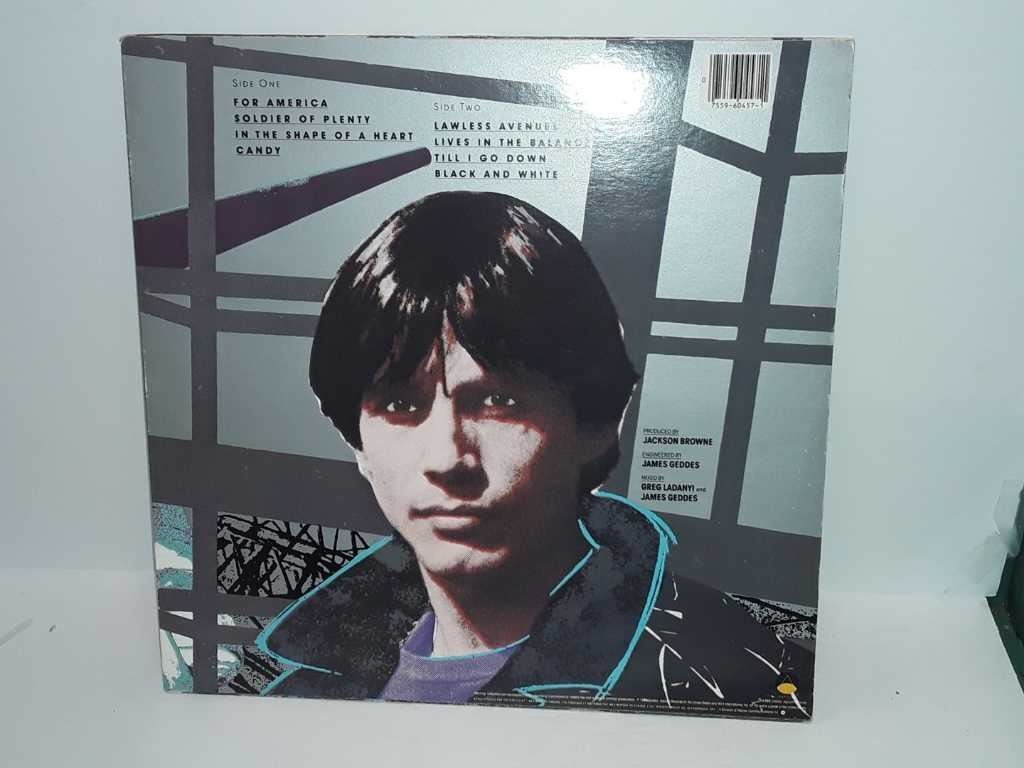 SIDE ONE
FOR AMERICA
SOLDIER OF PLENTY
IN THE SHAPE OF A HEART
CANDY
SIDE TWO
LAWLESS AVENUES
LIVES IN THE BALANCE
TILL I GO DOWN
BLACK AND WHITE
0
7559-60457-1
PRODUCED BY
JACKSON BROWNE
ENGINEERED BY
JAMES GEDDES
MIXED BY
GREG LADANYI and
JAMES GEDDES